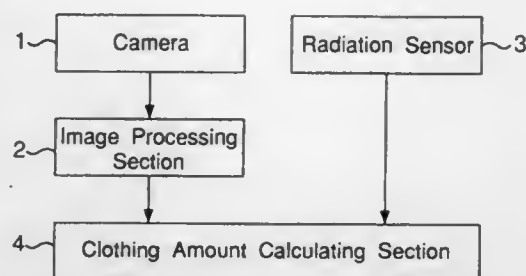 1 Camera
Radiation Sensor 3
2 Image Processing
Section
4 Clothing Amount Calculating Section